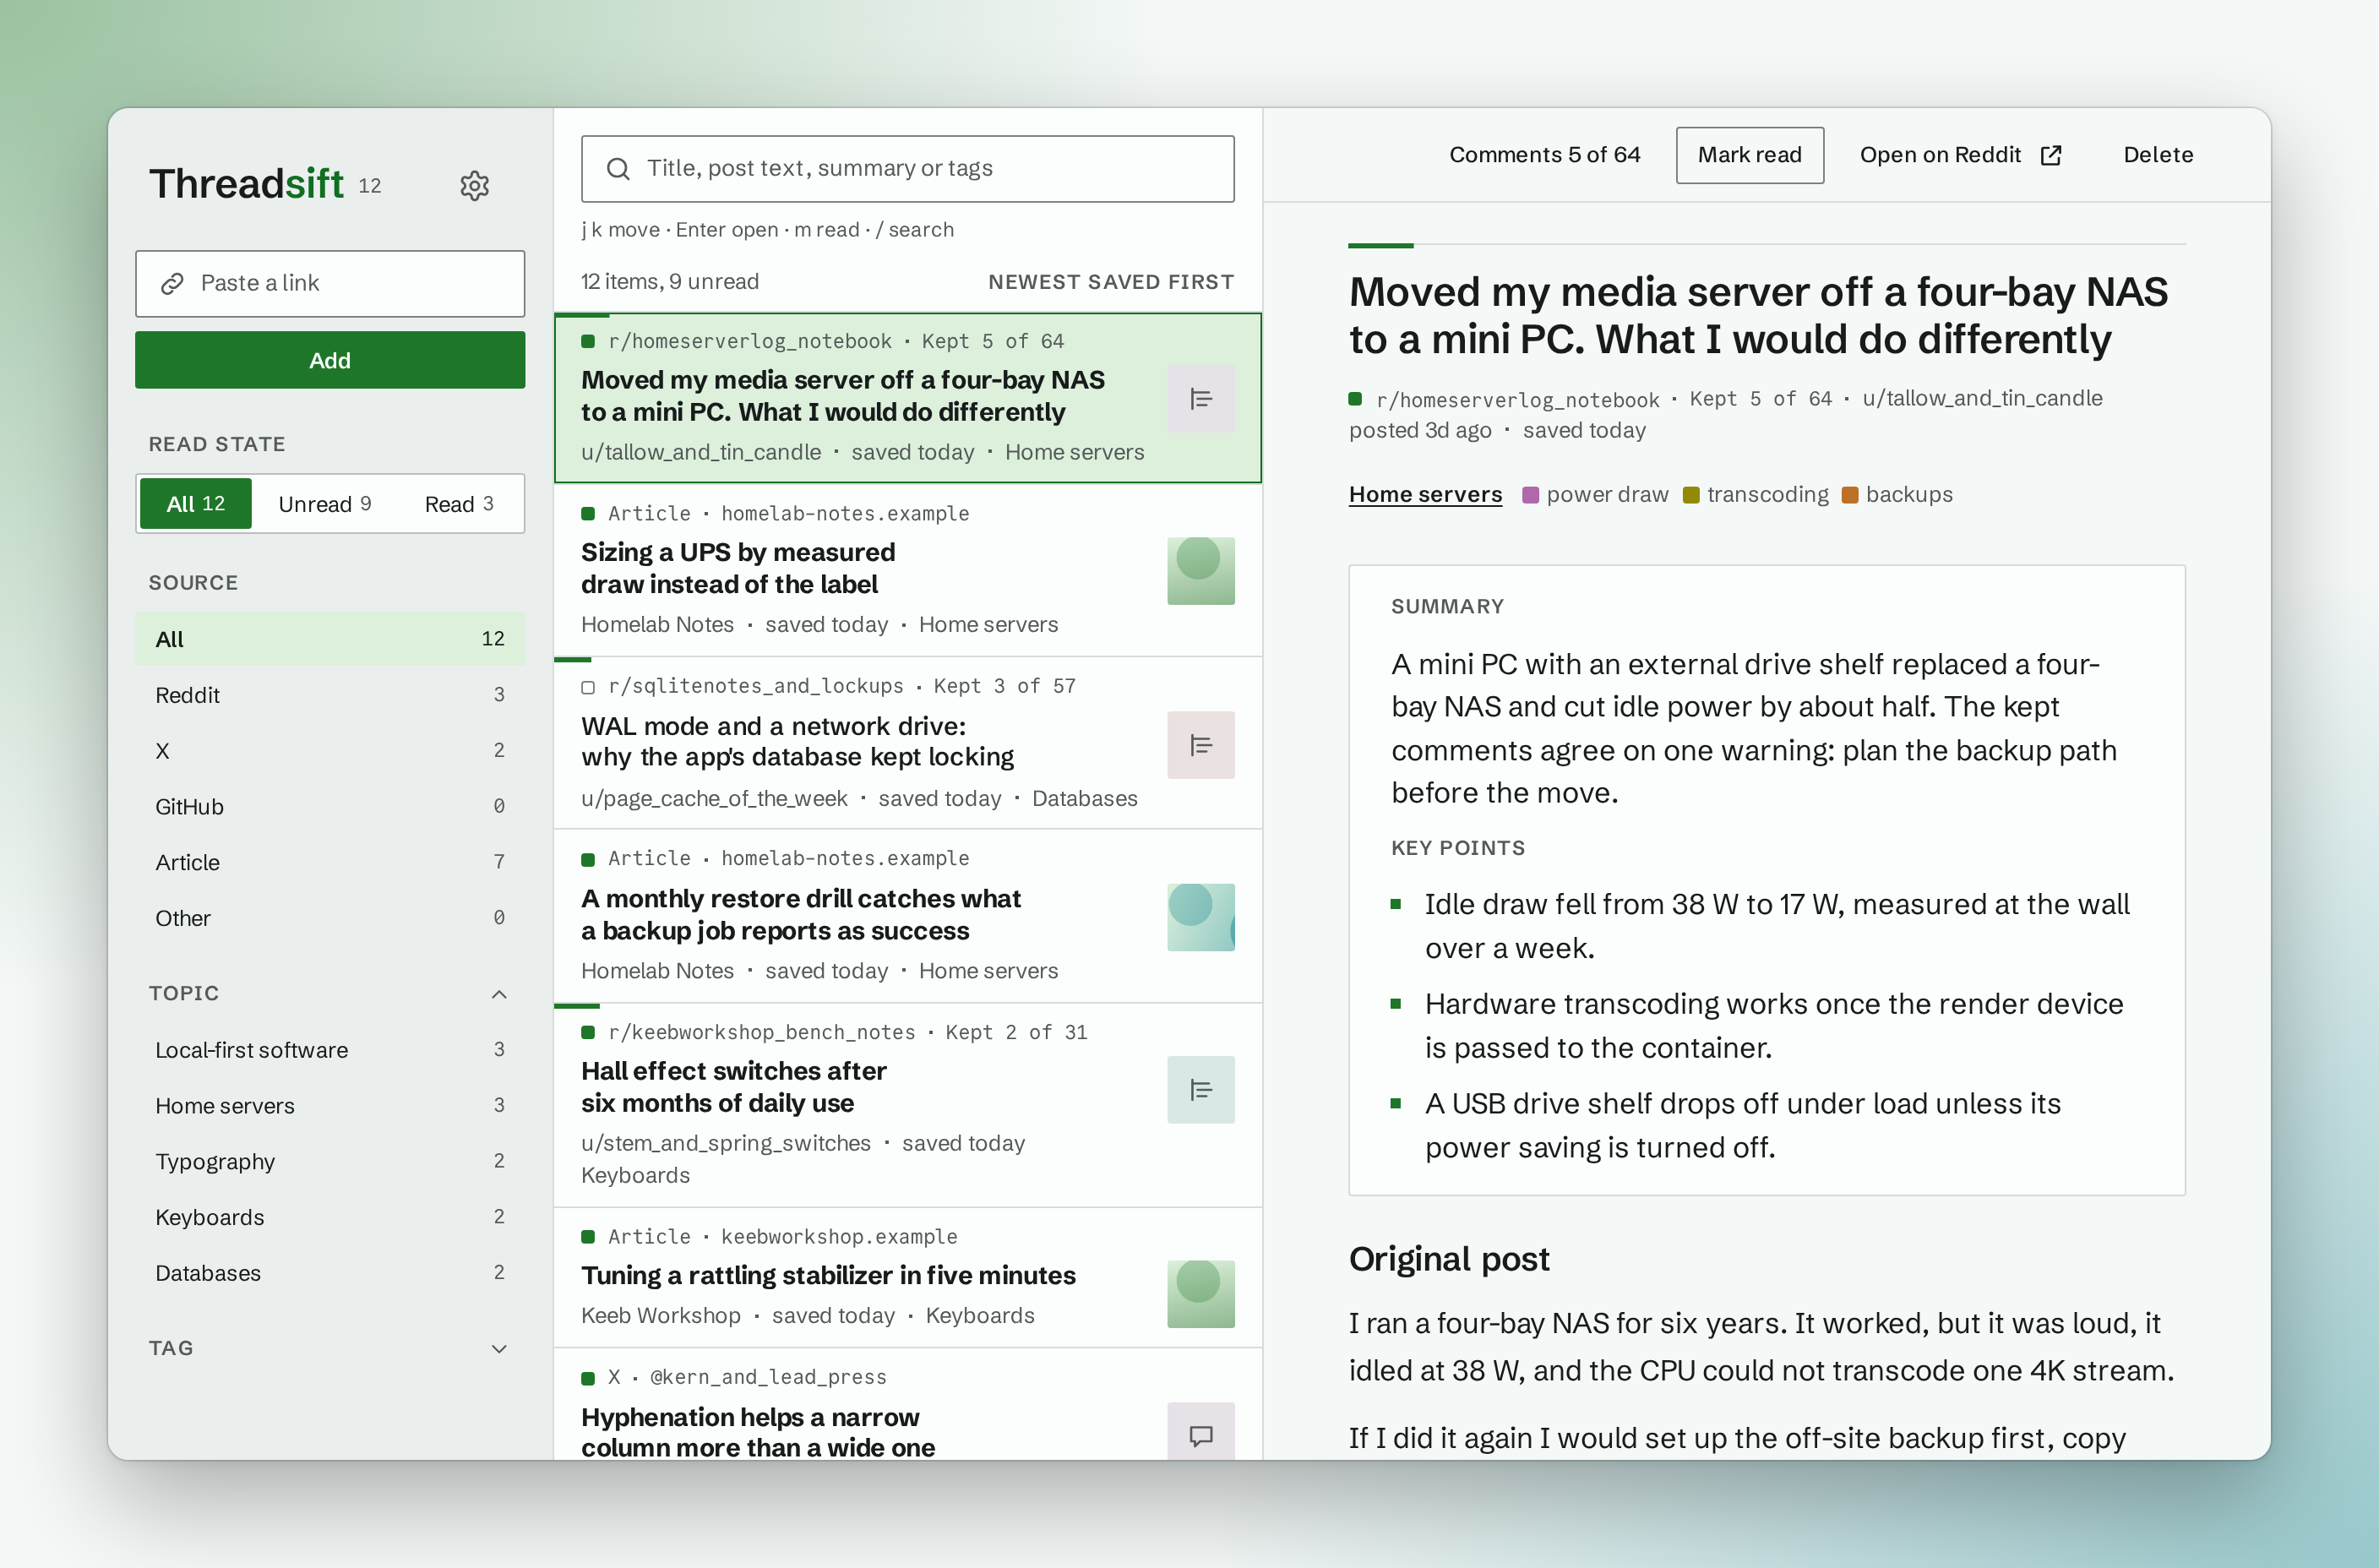 Threadsift 12
Paste a link
Add
READ STATE
All 12 Unread 9 Read 3
SOURCE
All 12
Reddit 3
X 2
GitHub 0
Article 7
Other 0
TOPIC
Local-first software 3
Home servers 3
Typography 2
Keyboards 2
Databases 2
TAG
Title, post text, summary or tags
j k move · Enter open · m read · / search
12 items, 9 unread NEWEST SAVED FIRST
r/homeserverlog_notebook · Kept 5 of 64
Moved my media server off a four-bay NAS
to a mini PC. What I would do differently
u/tallow_and_tin_candle · saved today · Home servers
Article · homelab-notes.example
Sizing a UPS by measured
draw instead of the label
Homelab Notes · saved today · Home servers
r/sqlitenotes_and_lockups · Kept 3 of 57
WAL mode and a network drive:
why the app's database kept locking
u/page_cache_of_the_week · saved today · Databases
Article · homelab-notes.example
A monthly restore drill catches what
a backup job reports as success
Homelab Notes · saved today · Home servers
r/keebworkshop_bench_notes · Kept 2 of 31
Hall effect switches after
six months of daily use
u/stem_and_spring_switches · saved today
Keyboards
Article · keebworkshop.example
Tuning a rattling stabilizer in five minutes
Keeb Workshop · saved today · Keyboards
X · @kern_and_lead_press
Hyphenation helps a narrow
column more than a wide one
Comments 5 of 64 Mark read Open on Reddit Delete
Moved my media server off a four-bay NAS
to a mini PC. What I would do differently
r/homeserverlog_notebook · Kept 5 of 64 · u/tallow_and_tin_candle
posted 3d ago · saved today
Home servers power draw transcoding backups
SUMMARY
A mini PC with an external drive shelf replaced a four-
bay NAS and cut idle power by about half. The kept
comments agree on one warning: plan the backup path
before the move.
KEY POINTS
Idle draw fell from 38 W to 17 W, measured at the wall
over a week.
Hardware transcoding works once the render device
is passed to the container.
A USB drive shelf drops off under load unless its
power saving is turned off.
Original post
I ran a four-bay NAS for six years. It worked, but it was loud, it
idled at 38 W, and the CPU could not transcode one 4K stream.
If I did it again I would set up the off-site backup first, copy